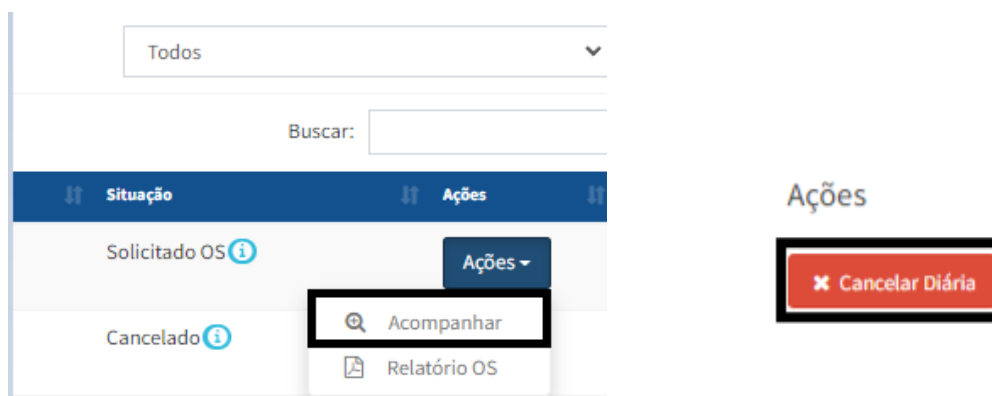 Todos
Buscar:
Situação Ações
Solicitado OS
Ações
Acompanhar
Cancelado
Relatório OS
Ações
Cancelar Diária